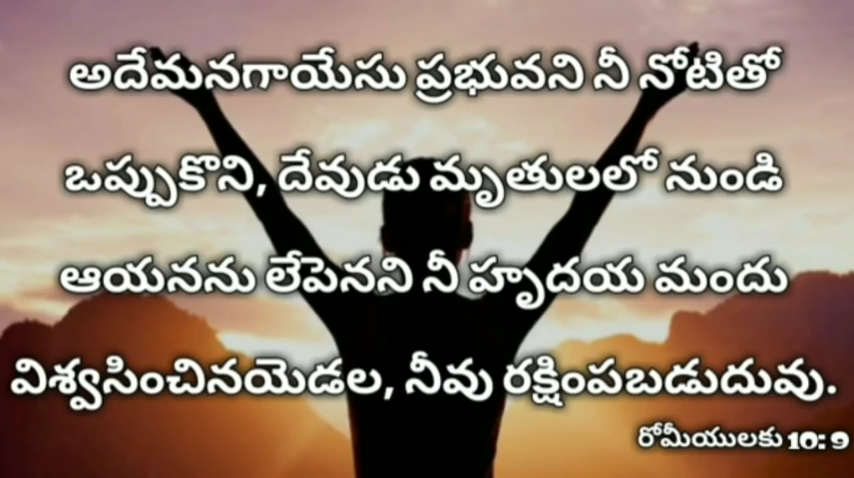 అదేమనగాయేసు ప్రభువని నీ నోటితో
ఒప్పుకొని, దేవుడు మృతులలో నుండి
ఆయనను లేపెనని నీ హృదయ మందు
విశ్వసించినయెడల, నీవు రక్షింపబడుదువు.
రోమీయులకు 10: 9